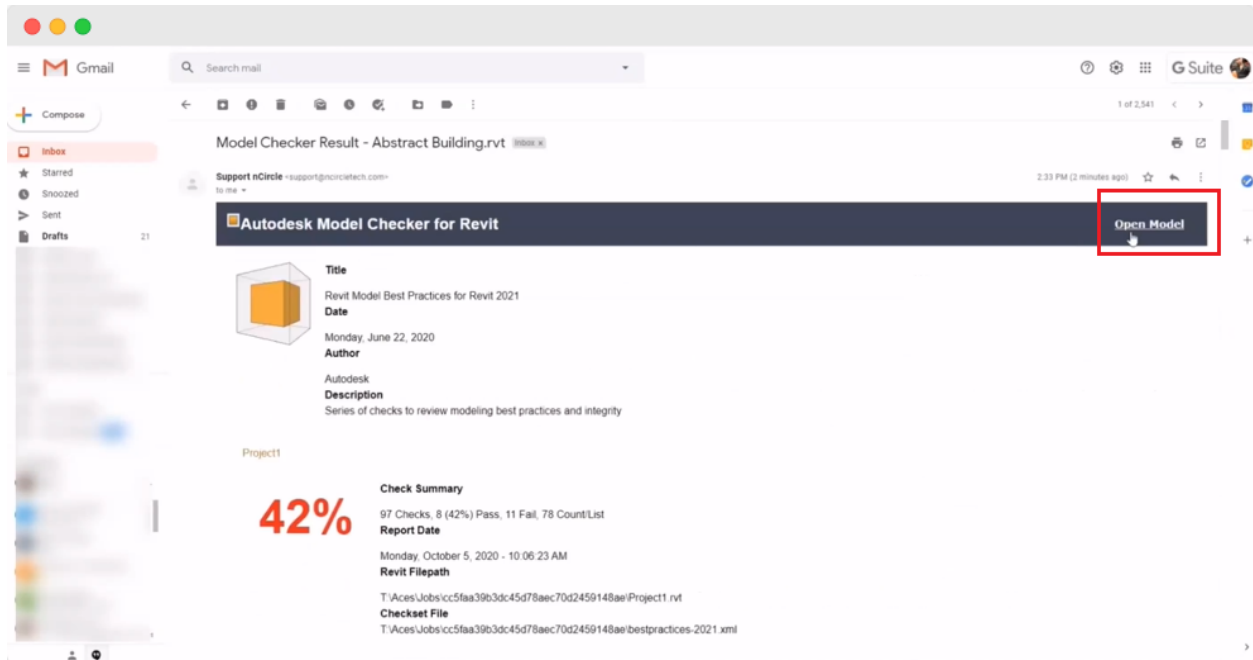 Gmail
Search mail
G Suite
Compose
1 of 2,541
Inbox
Starred
Snoozed
Sent
Drafts 21
Model Checker Result - Abstract Building.rvt Inbox x
Support nCircle <support@ncircletech.com>
2:33 PM (2 minutes ago)
to me
Autodesk Model Checker for Revit
Open Model
Title
Revit Model Best Practices for Revit 2021
Date
Monday, June 22, 2020
Author
Autodesk
Description
Series of checks to review modeling best practices and integrity
Project1
42%
Check Summary
97 Checks, 8 (42%) Pass, 11 Fail, 78 Count/List
Report Date
Monday, October 5, 2020 - 10:06:23 AM
Revit Filepath
T:\Aces\Jobs\cc5faa39b3dc45d78aec70d2459148ae\Project1.rvt
Checkset File
T:\Aces\Jobs\cc5faa39b3dc45d78aec70d2459148ae\bestpractices-2021.xml